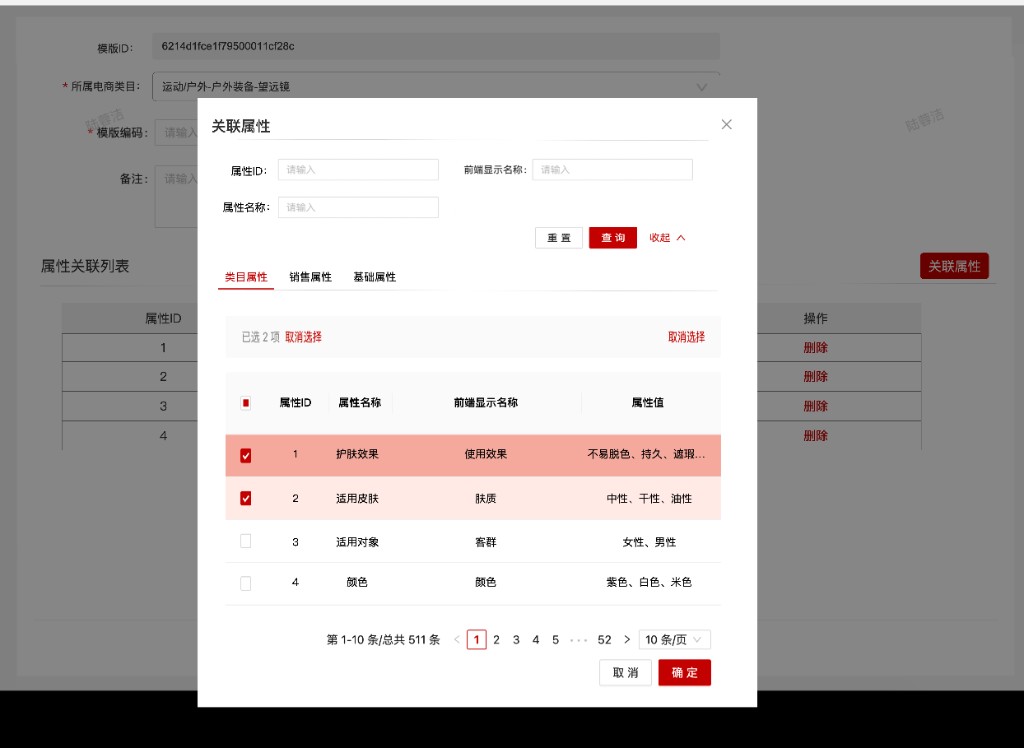 模版ID:
6214d1fce1f79500011cf28c
* 所属电商类目:
运动/户外-户外装备-望远镜
* 模版编码:
请输入
备注:
请输入
属性关联列表
关联属性
属性ID
操作
1
删除
2
删除
3
删除
4
删除
关联属性
属性ID:
请输入
前端显示名称:
请输入
属性名称:
请输入
重 置
查 询
收起
类目属性
销售属性
基础属性
已选 2 项 取消选择
取消选择
属性ID 属性名称 前端显示名称 属性值
1 护肤效果 使用效果 不易脱色、持久、遮瑕...
2 适用皮肤 肤质 中性、干性、油性
3 适用对象 客群 女性、男性
4 颜色 颜色 紫色、白色、米色
第 1-10 条/总共 511 条 < 1 2 3 4 5 ••• 52 > 10 条/页
取 消
确 定